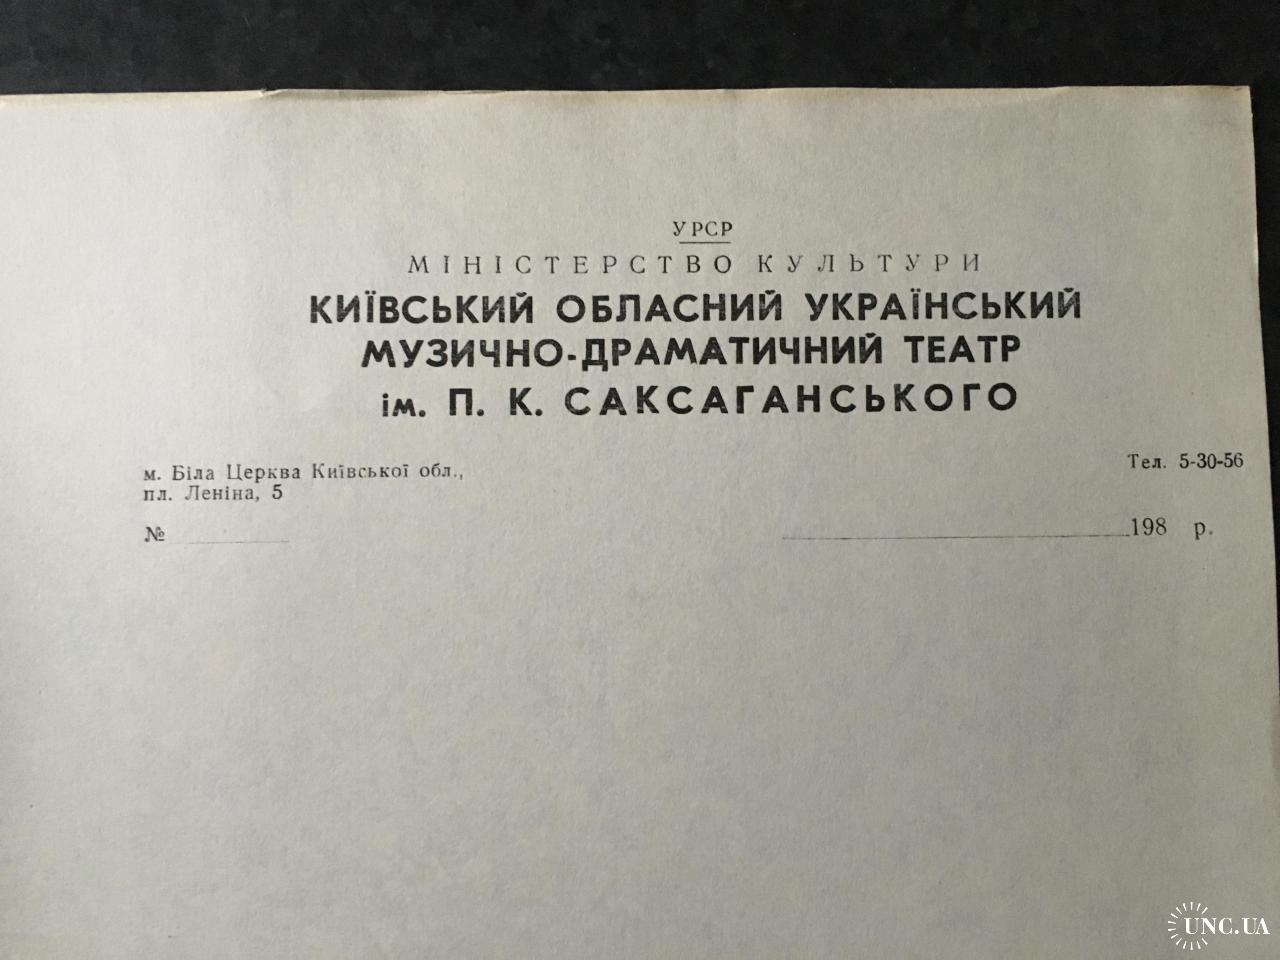 УРСР
МІНІСТЕРСТВО КУЛЬТУРИ
КИЇВСЬКИЙ ОБЛАСНИЙ УКРАЇНСЬКИЙ
МУЗИЧНО-ДРАМАТИЧНИЙ ТЕАТР
ім. П. К. САКСАГАНСЬКОГО
м. Біла Церква Київської обл.,
пл. Леніна, 5
Тел. 5-30-56
№
198 р.
UNC.UA